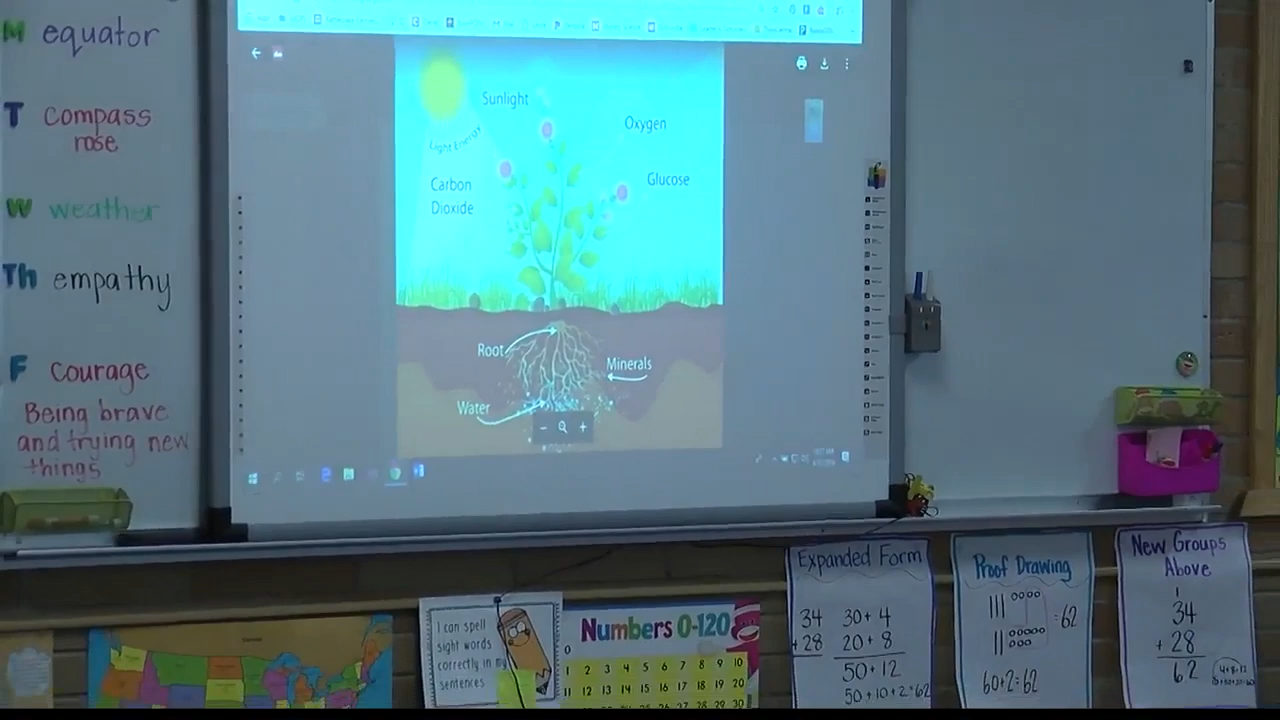 M equator
T Compass
rose
W weather
Th empathy
F Courage
Being brave
and trying new
things
Sunlight
Light Energy
Oxygen
Carbon
Dioxide
Glucose
Root
Minerals
Water
I can spell
sight words
correctly in my
sentences
Numbers 0-120
0
1 2 3 4 5 6 7 8 9 10
11 12 13 14 15 16 17 18 19 20
Expanded Form
34 30+4
+28 20+8
50+12
50+10+2=62
Proof Drawing
=62
60+2=62
New Groups
Above
1
34
+ 28
62